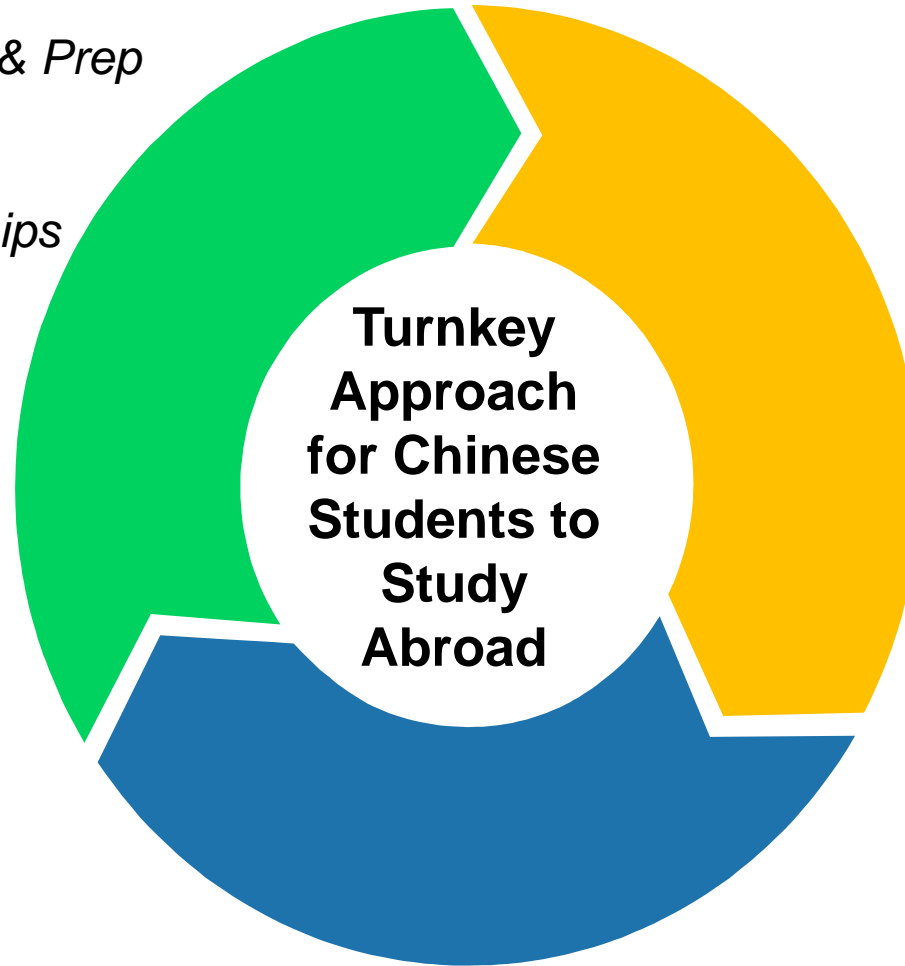 & Prep
ips
Turnkey
Approach
for Chinese
Students to
Study
Abroad